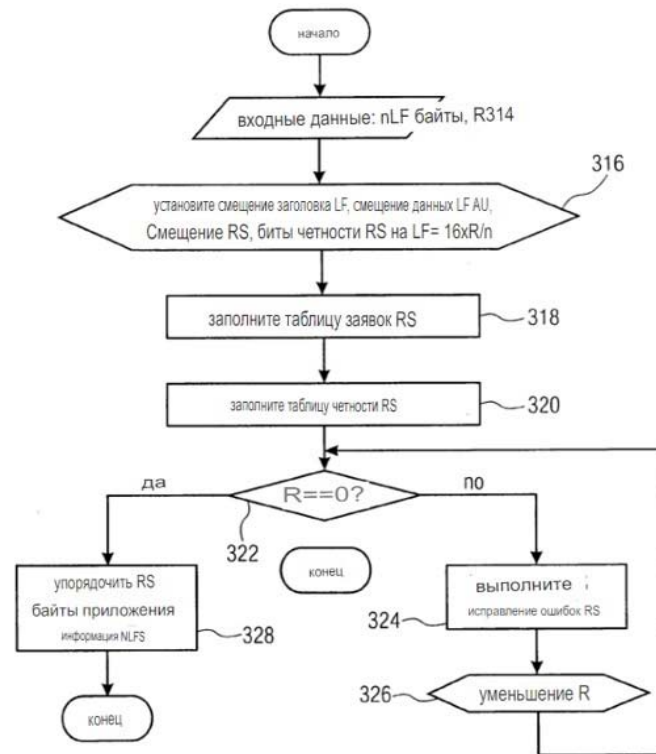 начало
входные данные: nLF байты, R314
316
установите смещение заголовка LF, смещение данных LF AU,
Смещение RS, биты четности RS на LF= 16xR/n
заполните таблицу заявок RS
318
заполните таблицу четности RS
320
да
R==0?
по
322
упорядочить RS
байты приложения
информация NLFS
328
конец
выполните
исправление ошибок RS
324
326
уменьшение R
конец